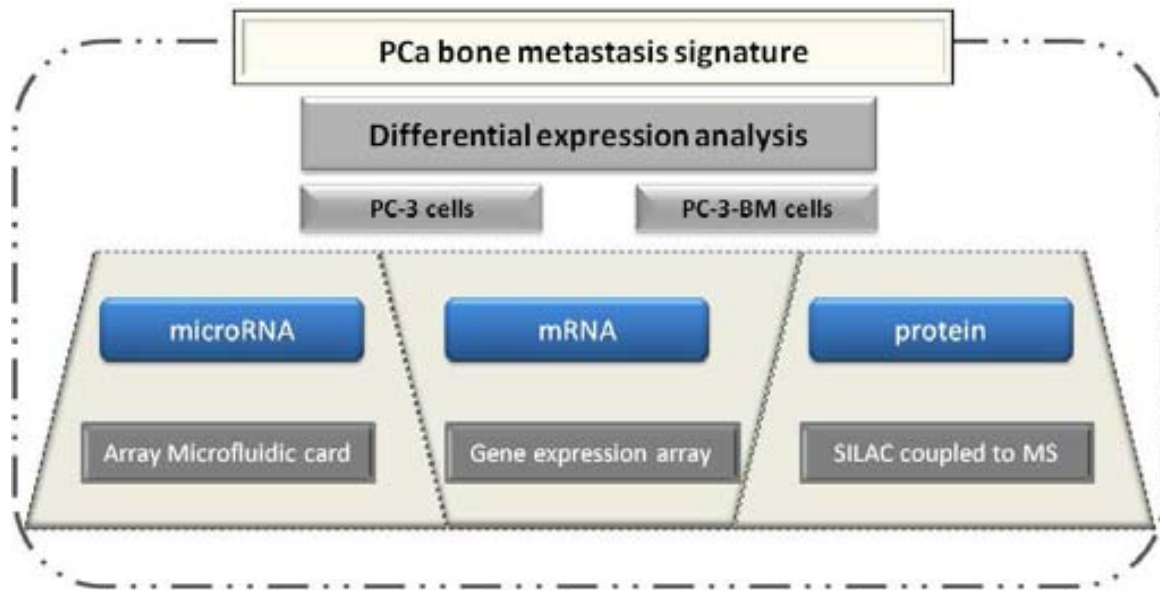 PCa bone metastasis signature
Differential expression analysis
PC-3 cells
PC-3-BM cells
microRNA
mRNA
protein
Array Microfluidic card
Gene expression array
SILAC coupled to MS